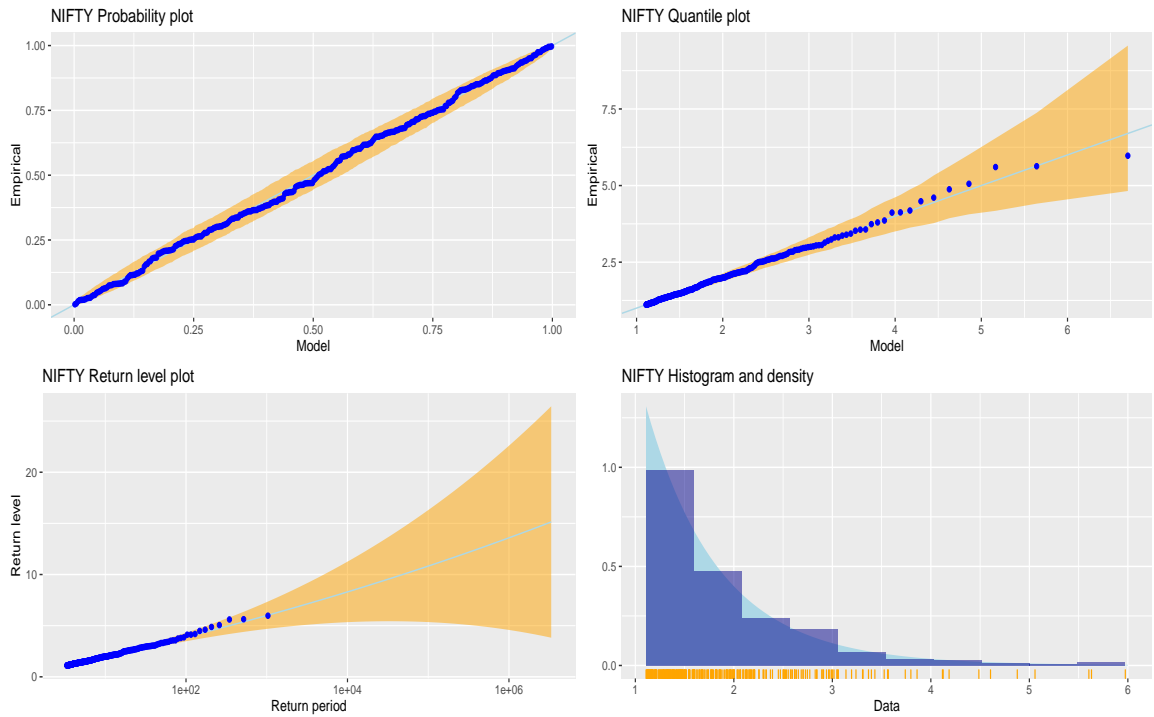 NIFTY Probability plot
1.00
0.75
0.50
0.25
0.00
Empirical
0.00 0.25 0.50 0.75 1.00
Model
NIFTY Quantile plot
7.5
5.0
2.5
Empirical
1 2 3 4 5 6
Model
NIFTY Return level plot
20
10
0
Return level
1e+02 1e+04 1e+06
Return period
NIFTY Histogram and density
1.0
0.5
0.0
1 2 3 4 5 6
Data